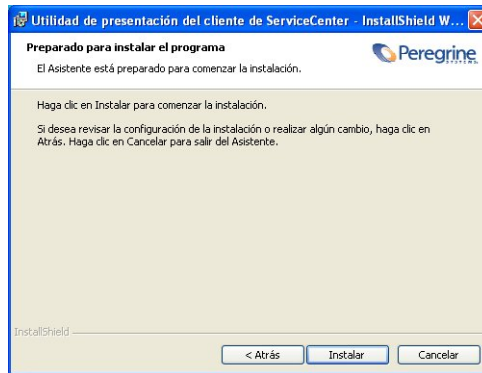 Utilidad de presentación del cliente de ServiceCenter - InstallShield W...
Preparado para instalar el programa
El Asistente está preparado para comenzar la instalación.
Peregrine
SYSTEMS
Haga clic en Instalar para comenzar la instalación.
Si desea revisar la configuración de la instalación o realizar algún cambio, haga clic en
Atrás. Haga clic en Cancelar para salir del Asistente.
InstallShield
< Atrás
Instalar
Cancelar